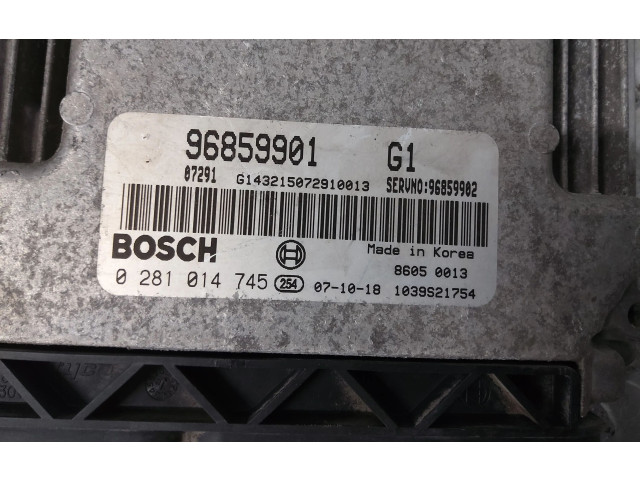 96859901 G1
07291 G143215072910013 SERVNO:96859902
BOSCH Made in Korea
8605 0013
0 281 014 745 254 07-10-18 1039S21754